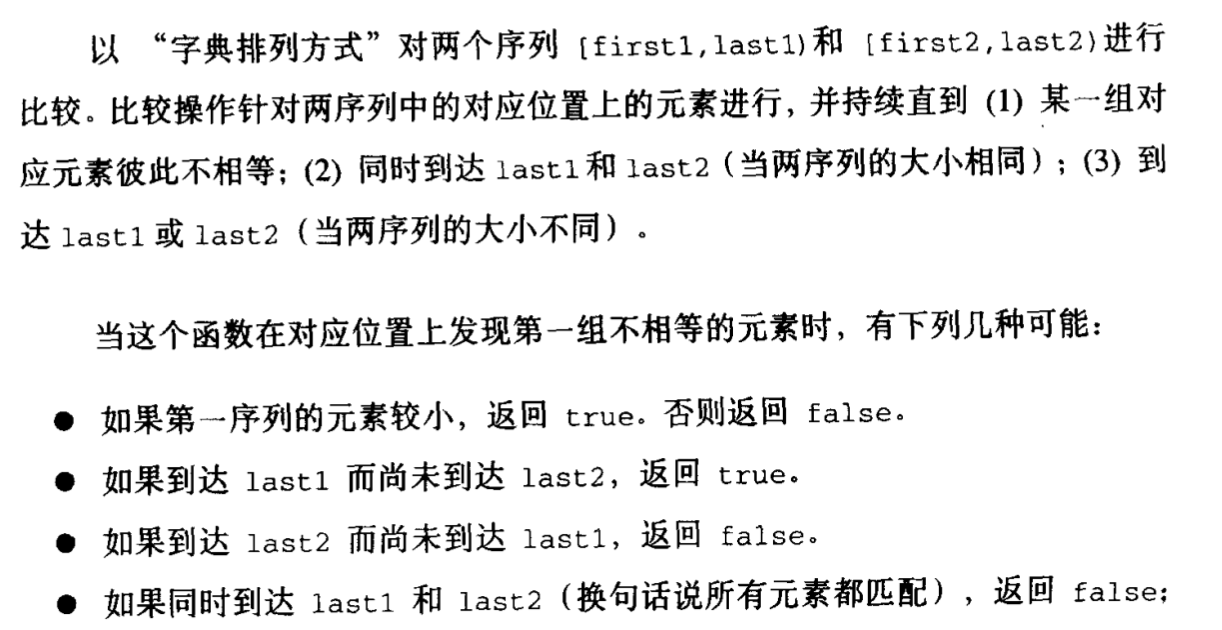 以 “字典排列方式” 对两个序列 [first1,last1)和 [first2,last2)进行
比较。比较操作针对两序列中的对应位置上的元素进行，并持续直到 (1) 某一组对
应元素彼此不相等；(2) 同时到达 last1和 last2（当两序列的大小相同）；(3) 到
达 last1 或 last2（当两序列的大小不同）。
当这个函数在对应位置上发现第一组不相等的元素时，有下列几种可能：
● 如果第一序列的元素较小，返回 true。否则返回 false。
● 如果到达 last1 而尚未到达 last2，返回 true。
● 如果到达 last2 而尚未到达 last1，返回 false。
● 如果同时到达 last1 和 last2（换句话说所有元素都匹配），返回 false；